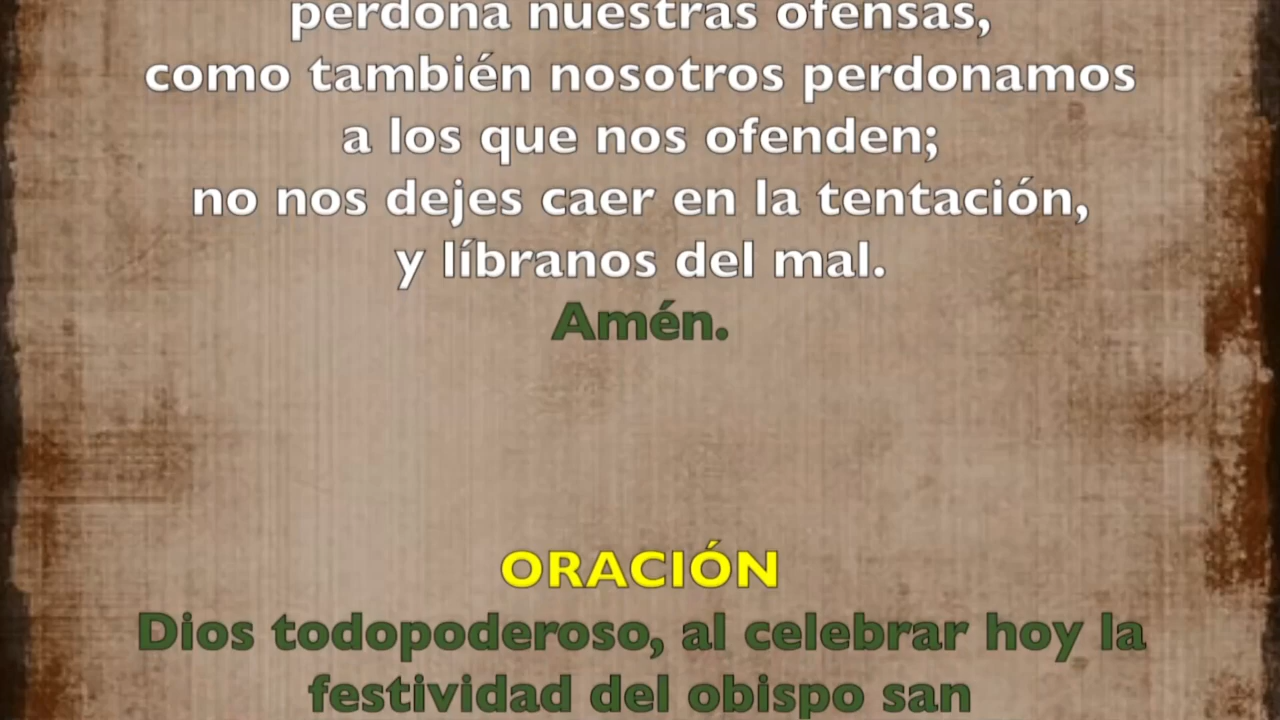 perdona nuestras ofensas,
como también nosotros perdonamos
a los que nos ofenden;
no nos dejes caer en la tentación,
y líbranos del mal.
Amén.
ORACIÓN
Dios todopoderoso, al celebrar hoy la
festividad del obispo san